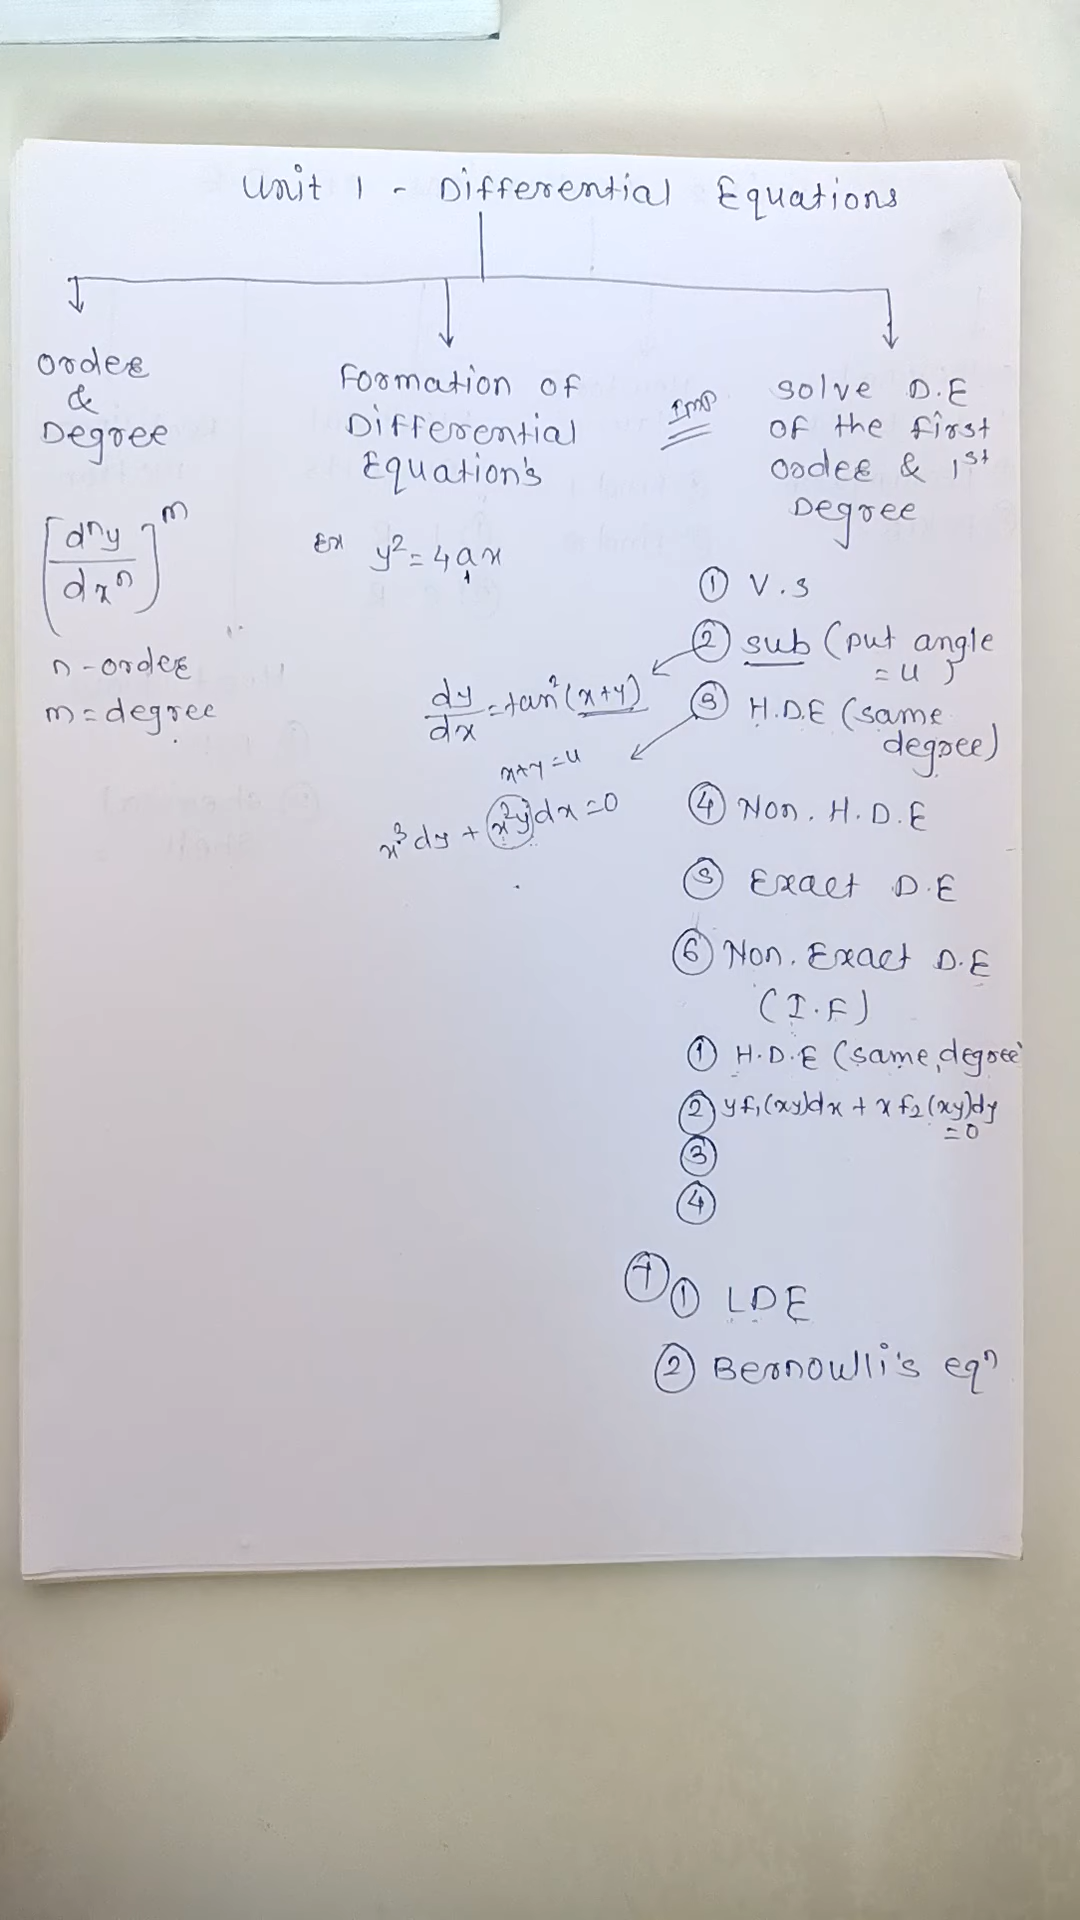 Unit 1 - Differential Equations
Order
&
Degree
[dⁿy/dxⁿ]ᵐ
n - order
m = degree
Formation of
Differential
Equation's
Ex y² = 4ax
1
Imp
Solve D.E
of the first
order & 1st
Degree
① V.S
② sub (put angle
= u)
dy/dx = tan²(x+y)
x+y = u
③ H.D.E (same
degree)
x³dy + (x²y)dx = 0
④ Non. H.D.E
⑤ Exact D.E
⑥ Non. Exact D.E
(I.F)
① H.D.E (same, degree
② yf₁(xy)dx + xf₂(xy)dy
= 0
③
④
⑦ ① LDE
② Bernoulli's eqⁿ